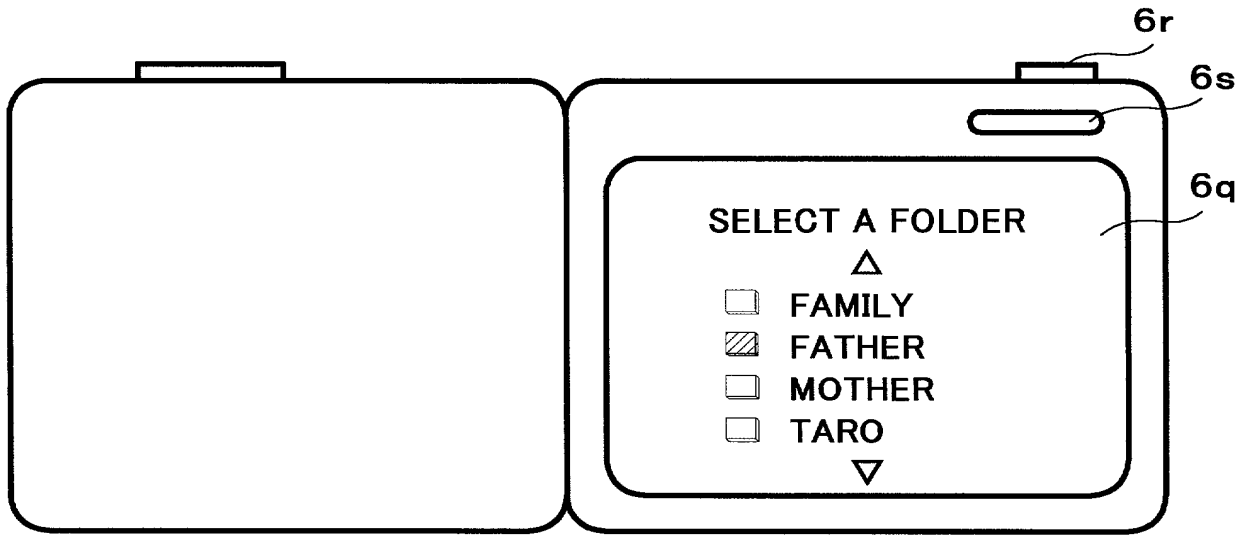 6r
6s
6q
SELECT A FOLDER
FAMILY
FATHER
MOTHER
TARO